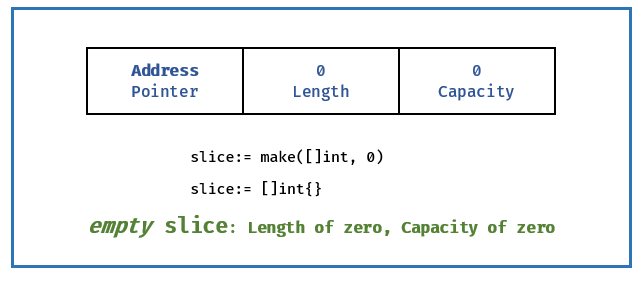 Address 0 0
Pointer Length Capacity
slice:= make([]int, 0)
slice:= []int{}
empty slice: Length of zero, Capacity of zero